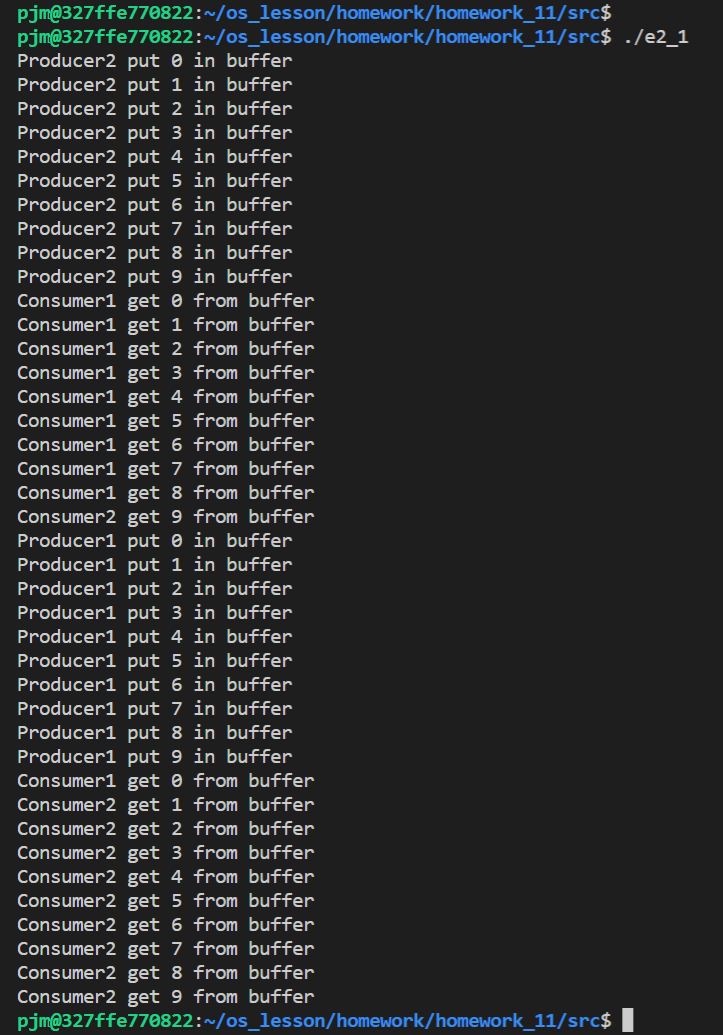 pjm@327ffe770822:~/os_lesson/homework/homework_11/src$
pjm@327ffe770822:~/os_lesson/homework/homework_11/src$ ./e2_1
Producer2 put 0 in buffer
Producer2 put 1 in buffer
Producer2 put 2 in buffer
Producer2 put 3 in buffer
Producer2 put 4 in buffer
Producer2 put 5 in buffer
Producer2 put 6 in buffer
Producer2 put 7 in buffer
Producer2 put 8 in buffer
Producer2 put 9 in buffer
Consumer1 get 0 from buffer
Consumer1 get 1 from buffer
Consumer1 get 2 from buffer
Consumer1 get 3 from buffer
Consumer1 get 4 from buffer
Consumer1 get 5 from buffer
Consumer1 get 6 from buffer
Consumer1 get 7 from buffer
Consumer1 get 8 from buffer
Consumer2 get 9 from buffer
Producer1 put 0 in buffer
Producer1 put 1 in buffer
Producer1 put 2 in buffer
Producer1 put 3 in buffer
Producer1 put 4 in buffer
Producer1 put 5 in buffer
Producer1 put 6 in buffer
Producer1 put 7 in buffer
Producer1 put 8 in buffer
Producer1 put 9 in buffer
Consumer1 get 0 from buffer
Consumer2 get 1 from buffer
Consumer2 get 2 from buffer
Consumer2 get 3 from buffer
Consumer2 get 4 from buffer
Consumer2 get 5 from buffer
Consumer2 get 6 from buffer
Consumer2 get 7 from buffer
Consumer2 get 8 from buffer
Consumer2 get 9 from buffer
pjm@327ffe770822:~/os_lesson/homework/homework_11/src$